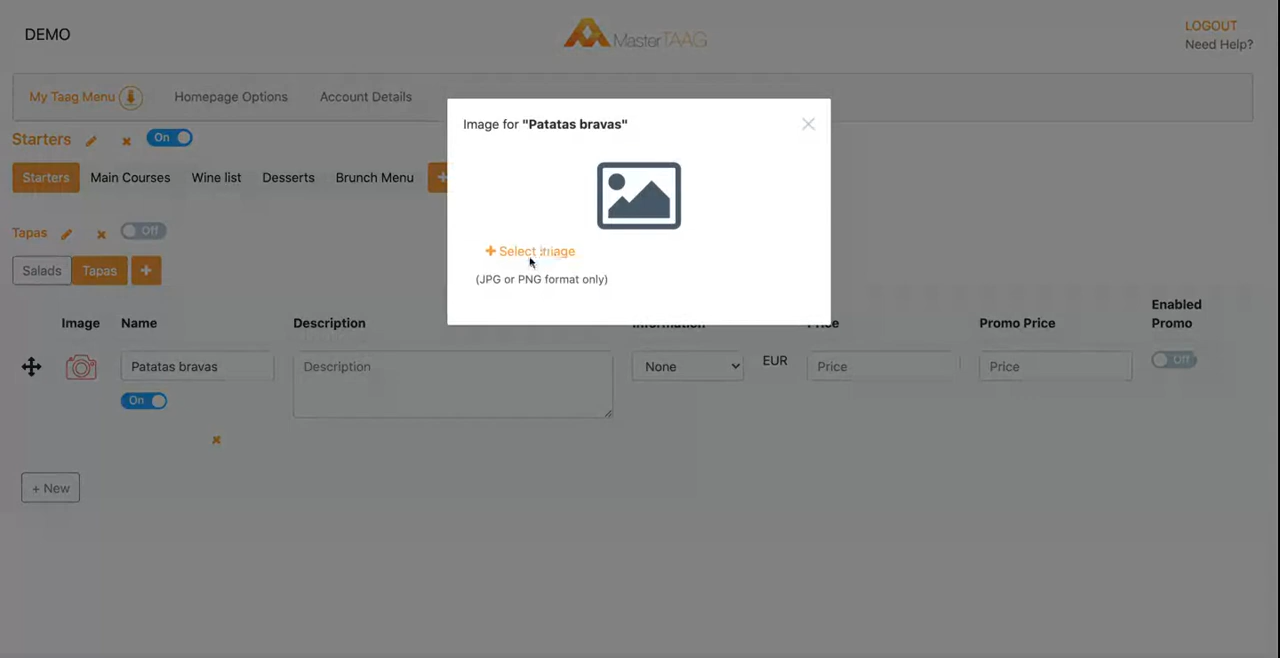 DEMO
MasterTAAG
LOGOUT
Need Help?
My Taag Menu
Homepage Options
Account Details
Starters
On
Starters
Main Courses
Wine list
Desserts
Brunch Menu
+
Image for "Patatas bravas"
+ Select image
(JPG or PNG format only)
Tapas
Off
Salads
Tapas
+
Image
Name
Description
Information
Price
Promo Price
Enabled
Promo
Patatas bravas
Description
None
EUR
Price
Price
Off
On
+ New